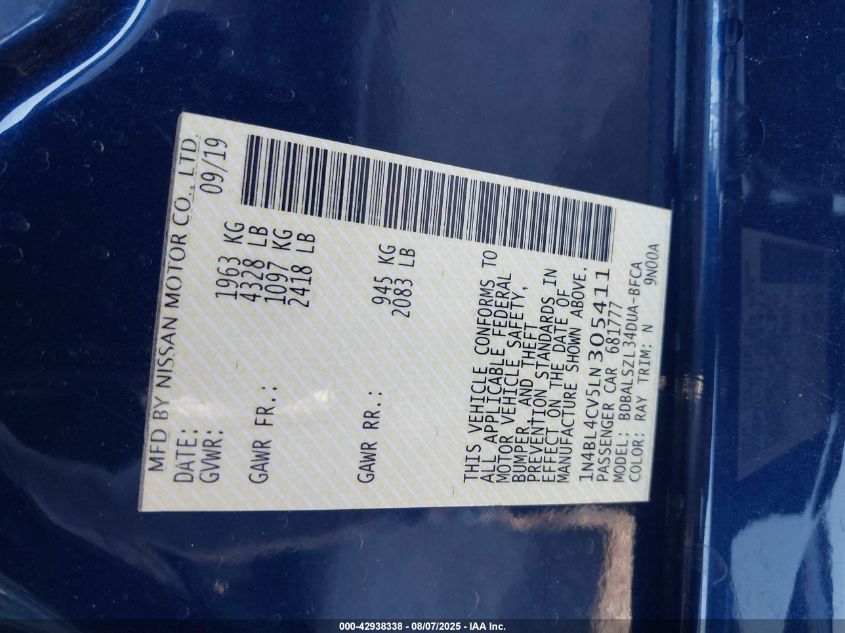 MFD BY NISSAN MOTOR CO., LTD.
DATE: 09/19
GVWR: 1963 KG
4328 LB
GAWR FR.: 1097 KG
2418 LB
GAWR RR.: 945 KG
2083 LB
THIS VEHICLE CONFORMS TO
ALL APPLICABLE FEDERAL
MOTOR VEHICLE SAFETY,
BUMPER, AND THEFT
PREVENTION STANDARDS IN
EFFECT ON THE DATE OF
MANUFACTURE SHOWN ABOVE.
1N4BL4CV5LN305411
PASSENGER CAR 681777
MODEL: BDBALSZL34DUA-BFCA
COLOR: RAY TRIM: N 9N00A
000-42938338 - 08/07/2025 - IAA Inc.